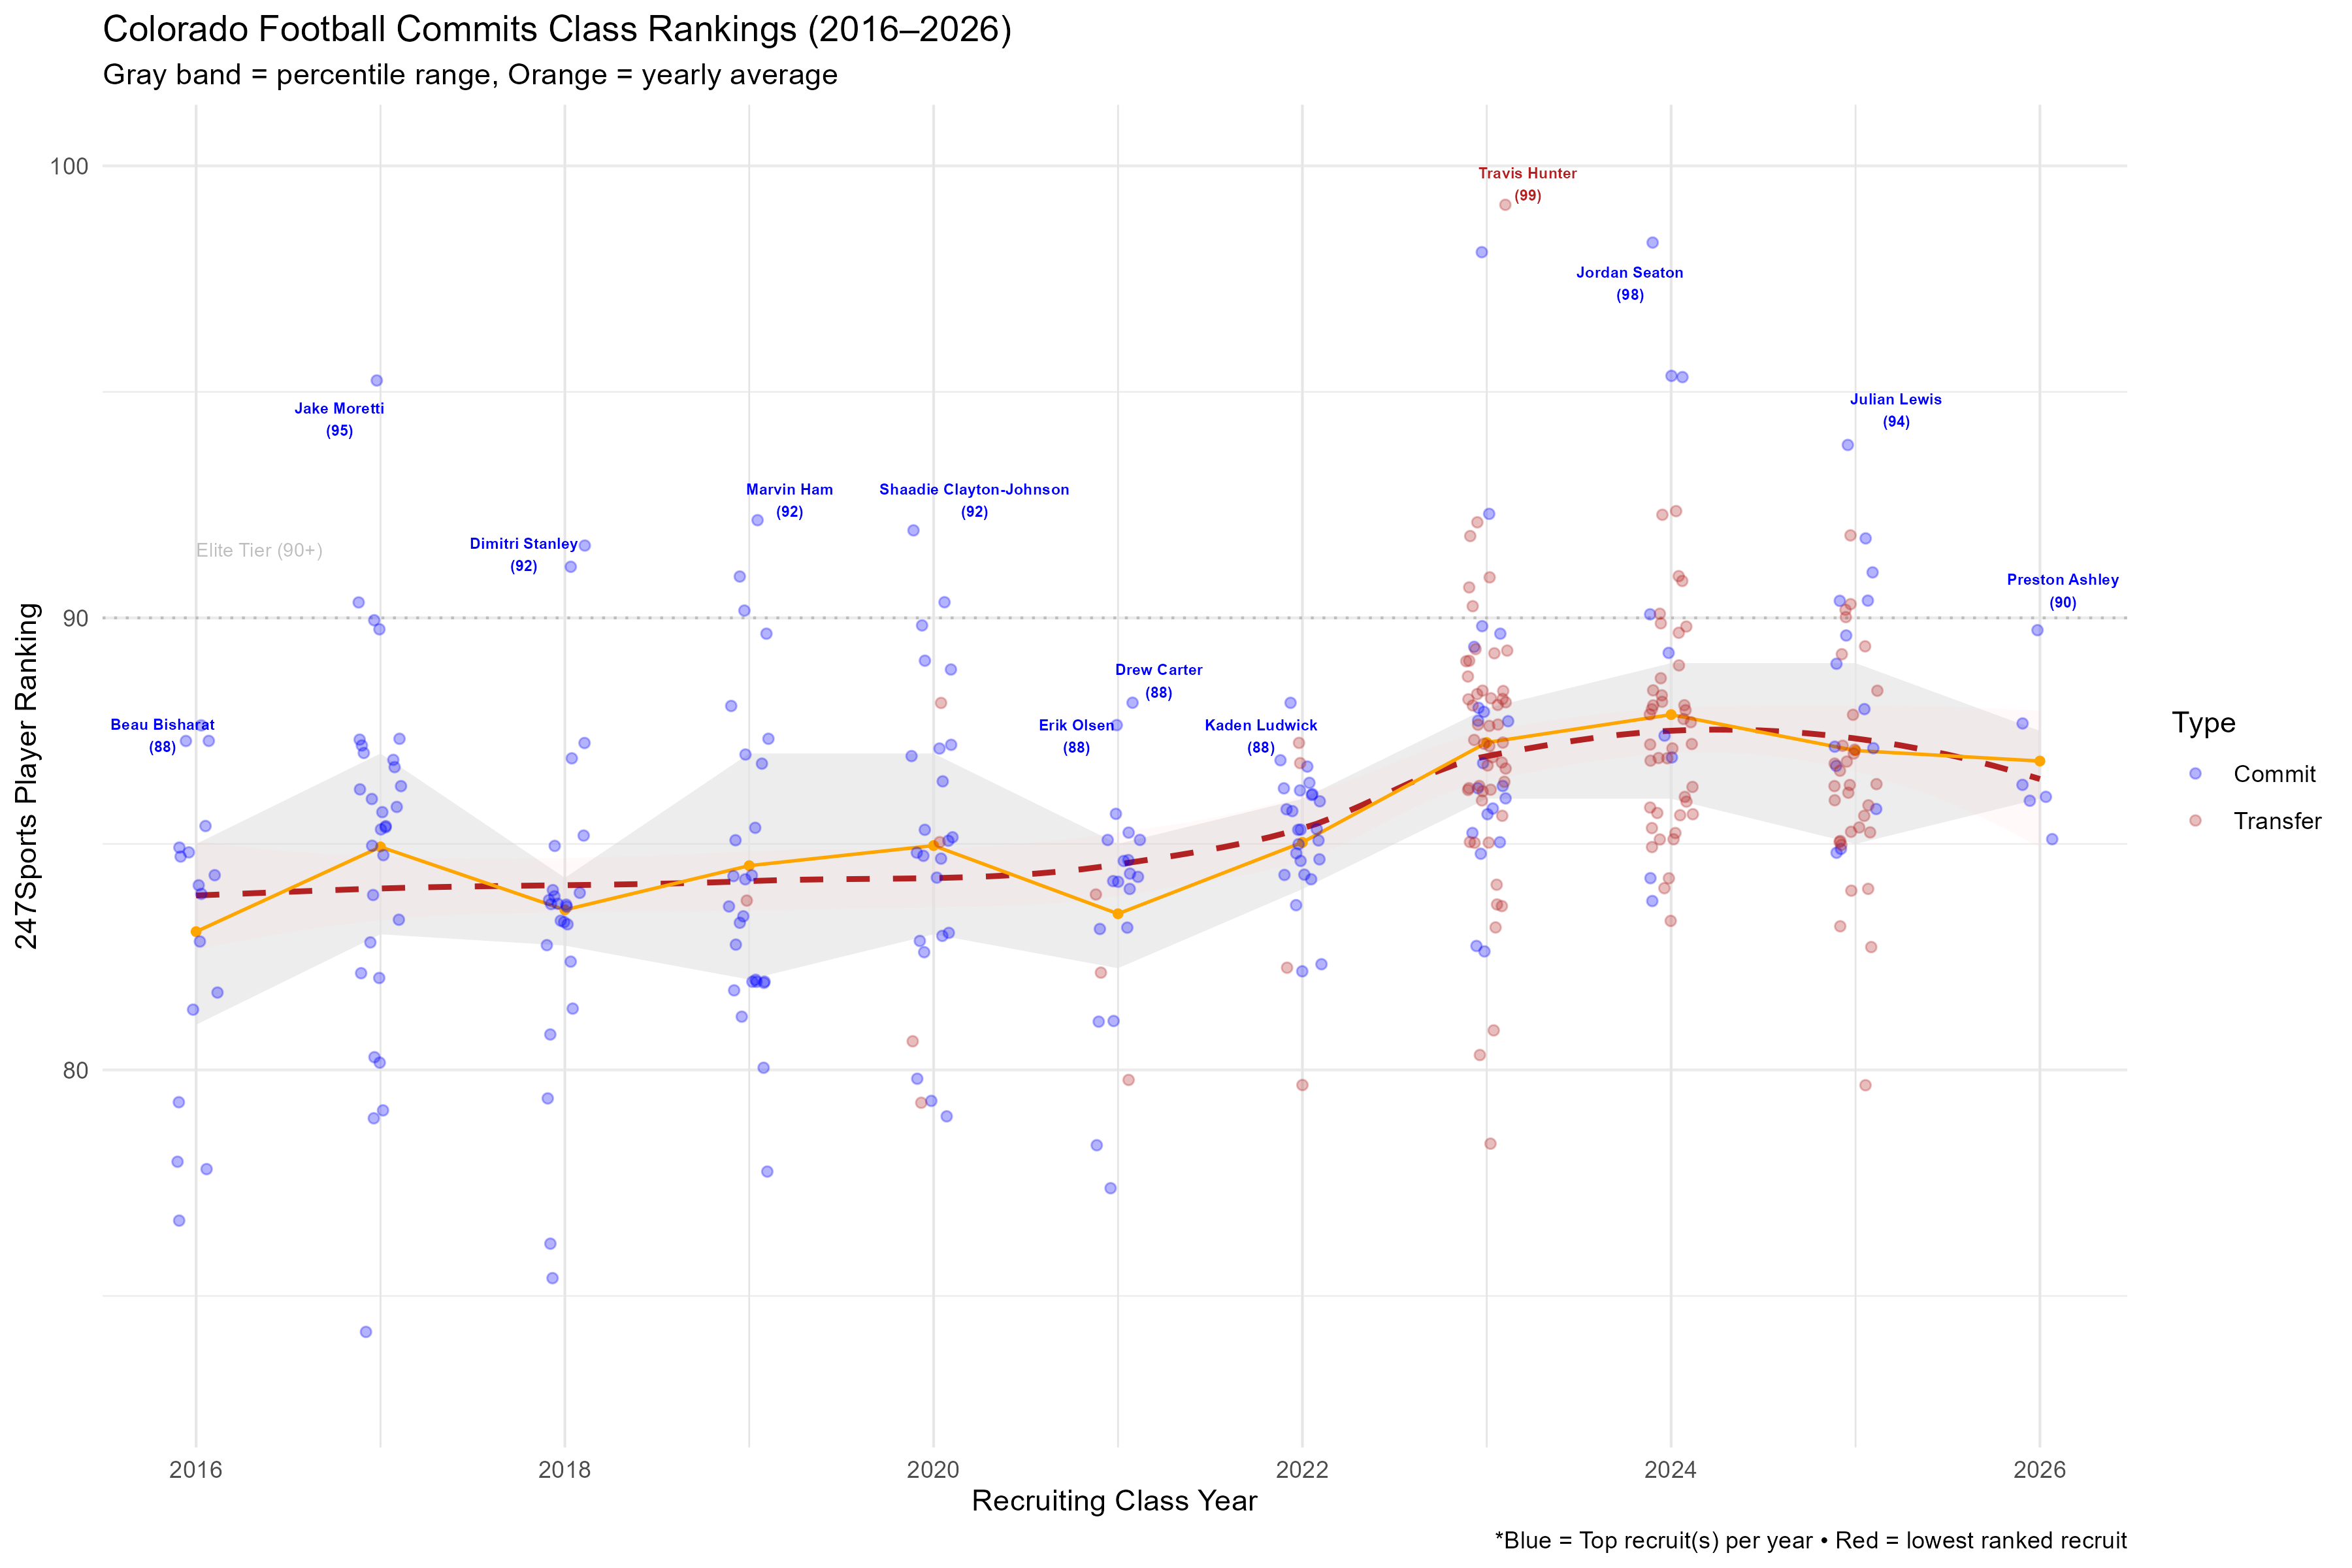 Colorado Football Commits Class Rankings (2016–2026)
Gray band = percentile range, Orange = yearly average
247Sports Player Ranking
100
90
80
Travis Hunter
(99)
Jordan Seaton
(98)
Jake Moretti
(95)
Julian Lewis
(94)
Marvin Ham
(92)
Shaadie Clayton-Johnson
(92)
Dimitri Stanley
(92)
Elite Tier (90+)
Preston Ashley
(90)
Drew Carter
(88)
Beau Bisharat
(88)
Erik Olsen
(88)
Kaden Ludwick
(88)
Type
Commit
Transfer
2016
2018
2020
2022
2024
2026
Recruiting Class Year
*Blue = Top recruit(s) per year • Red = lowest ranked recruit